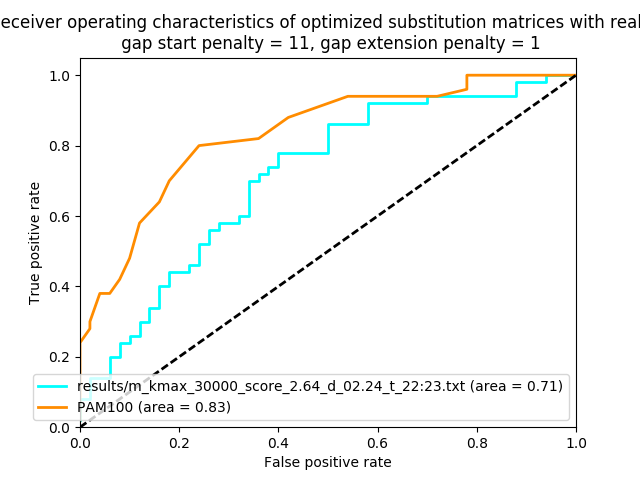 eceiver operating characteristics of optimized substitution matrices with real
gap start penalty = 11, gap extension penalty = 1
1.0
0.8
0.6
0.4
0.2
0.0
True positive rate
results/m_kmax_30000_score_2.64_d_02.24_t_22:23.txt (area = 0.71)
PAM100 (area = 0.83)
0.0 0.2 0.4 0.6 0.8 1.0
False positive rate